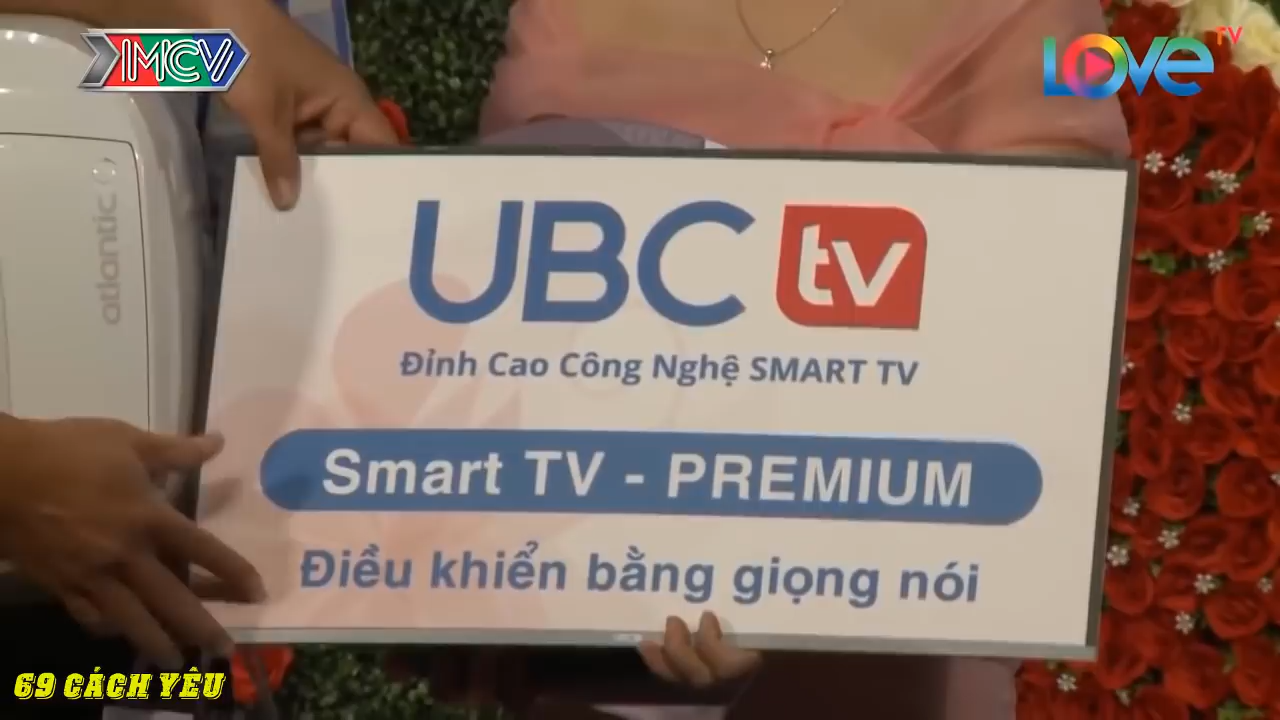 MCV
LOVE TV
atlantic
UBC tv
Đỉnh Cao Công Nghệ SMART TV
Smart TV - PREMIUM
Điều khiển bằng giọng nói
69 CÁCH YÊU